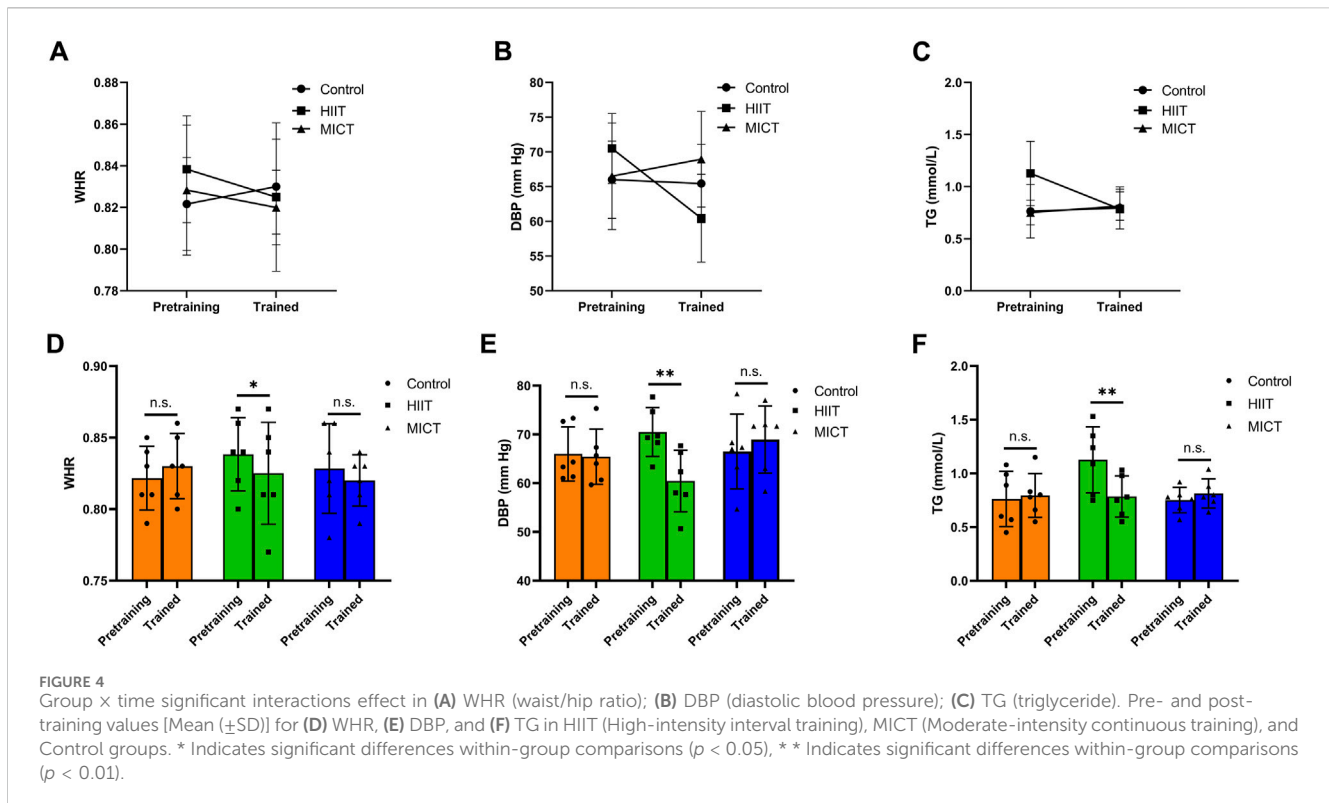 A
WHR
0.88
0.86
0.84
0.82
0.80
0.78
Pretraining Trained
Control
HIIT
MICT
B
DBP (mm Hg)
80
75
70
65
60
55
50
Pretraining Trained
Control
HIIT
MICT
C
TG (mmol/L)
2.0
1.5
1.0
0.5
0.0
Pretraining Trained
Control
HIIT
MICT
D
WHR
0.90
0.85
0.80
0.75
n.s.
*
n.s.
Control
HIIT
MICT
Pretraining Trained Pretraining Trained Pretraining Trained
E
DBP (mm Hg)
80
70
60
50
40
n.s.
**
n.s.
Control
HIIT
MICT
Pretraining Trained Pretraining Trained Pretraining Trained
F
TG (mmol/L)
2.0
1.5
1.0
0.5
0.0
n.s.
**
n.s.
Control
HIIT
MICT
Pretraining Trained Pretraining Trained Pretraining Trained
FIGURE 4
Group × time significant interactions effect in (A) WHR (waist/hip ratio); (B) DBP (diastolic blood pressure); (C) TG (triglyceride). Pre- and post-
training values [Mean (±SD)] for (D) WHR, (E) DBP, and (F) TG in HIIT (High-intensity interval training), MICT (Moderate-intensity continuous training), and
Control groups. * Indicates significant differences within-group comparisons (p < 0.05), * * Indicates significant differences within-group comparisons
(p < 0.01).